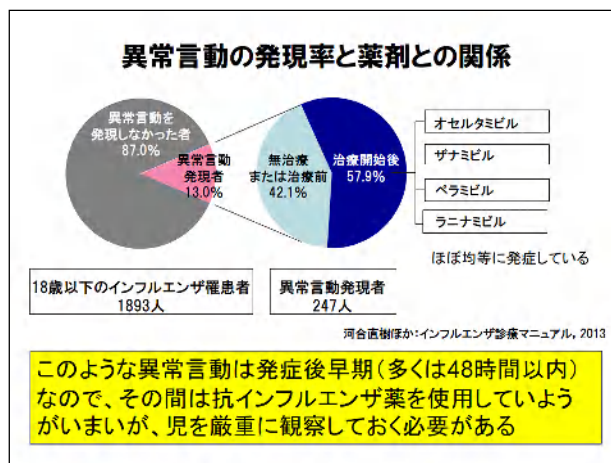 異常言動の発現率と薬剤との関係
異常言動を
発現しなかった者
87.0%
異常言動
発現者
13.0%
無治療
または治療前
42.1%
治療開始後
57.9%
オセルタミビル
ザナミビル
ペラミビル
ラニナミビル
ほぼ均等に発症している
18歳以下のインフルエンザ罹患者
1893人
異常言動発現者
247人
河合直樹ほか:インフルエンザ診療マニュアル, 2013
このような異常言動は発症後早期(多くは48時間以内)
なので、その間は抗インフルエンザ薬を使用していよう
がいまいが、児を厳重に観察しておく必要がある